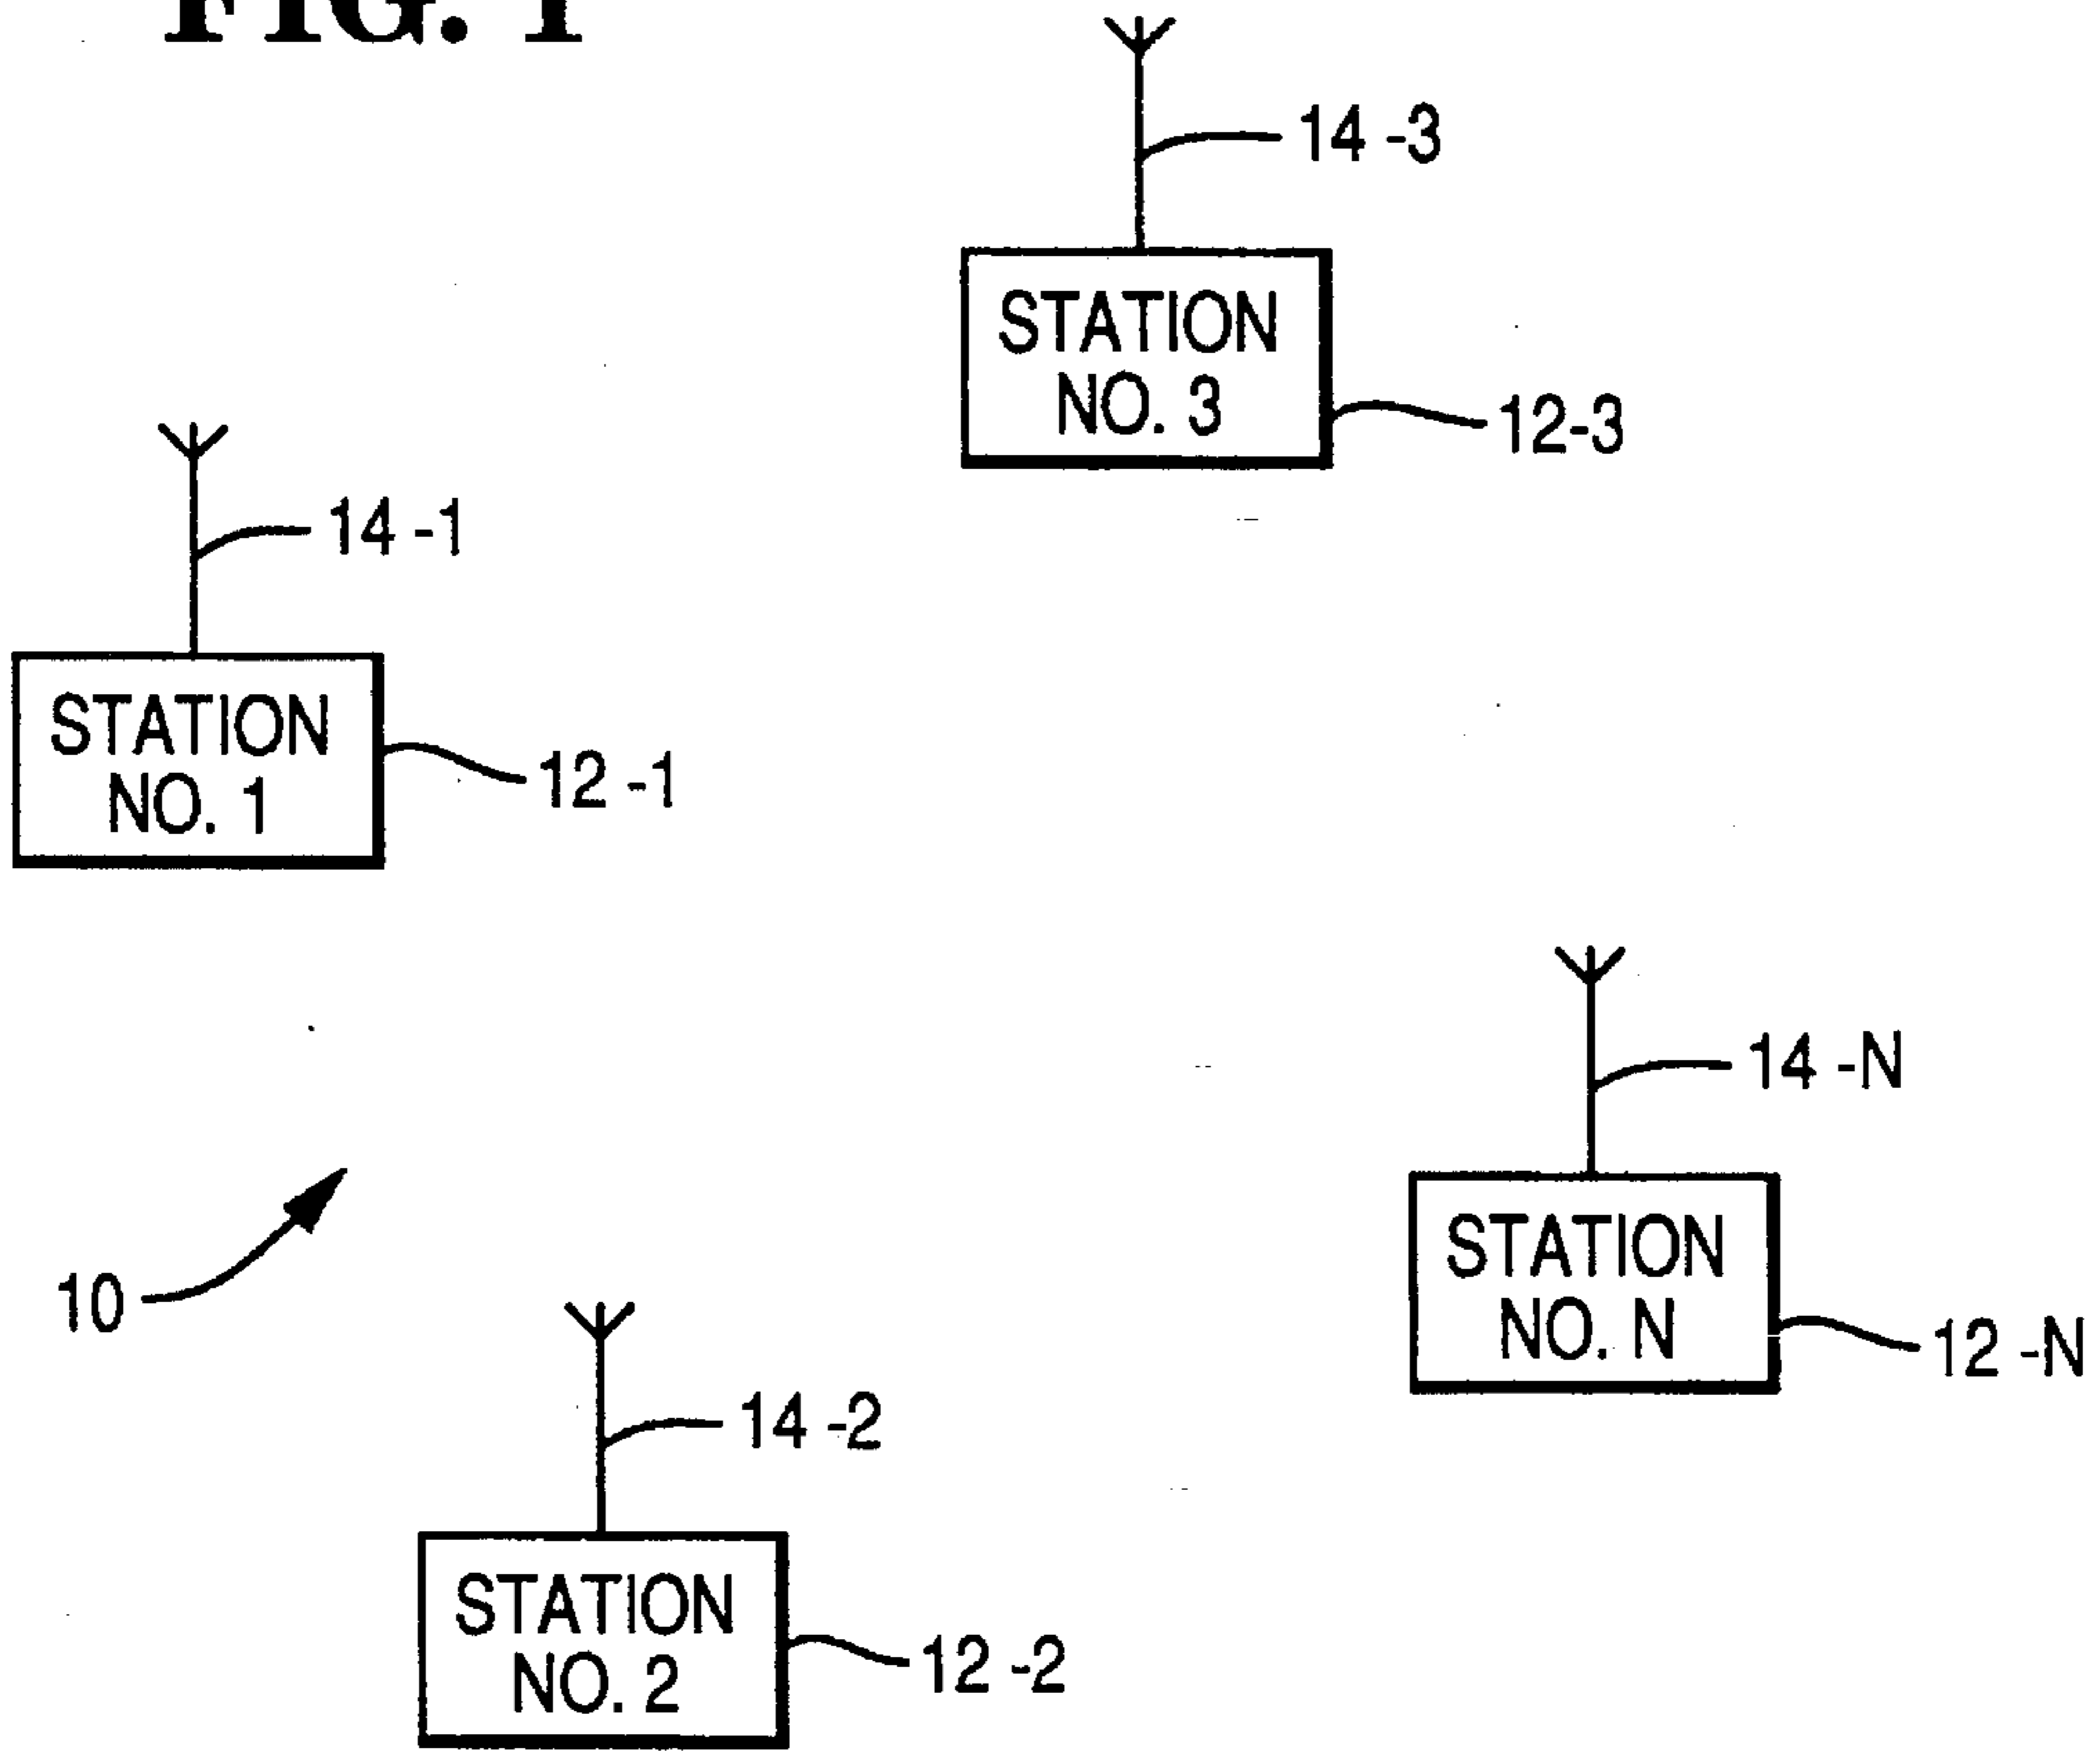 FIG. 1
14-3
STATION
NO. 3
12-3
14-1
STATION
NO. 1
12-1
14-N
STATION
NO. N
12-N
10
14-2
STATION
NO. 2
12-2